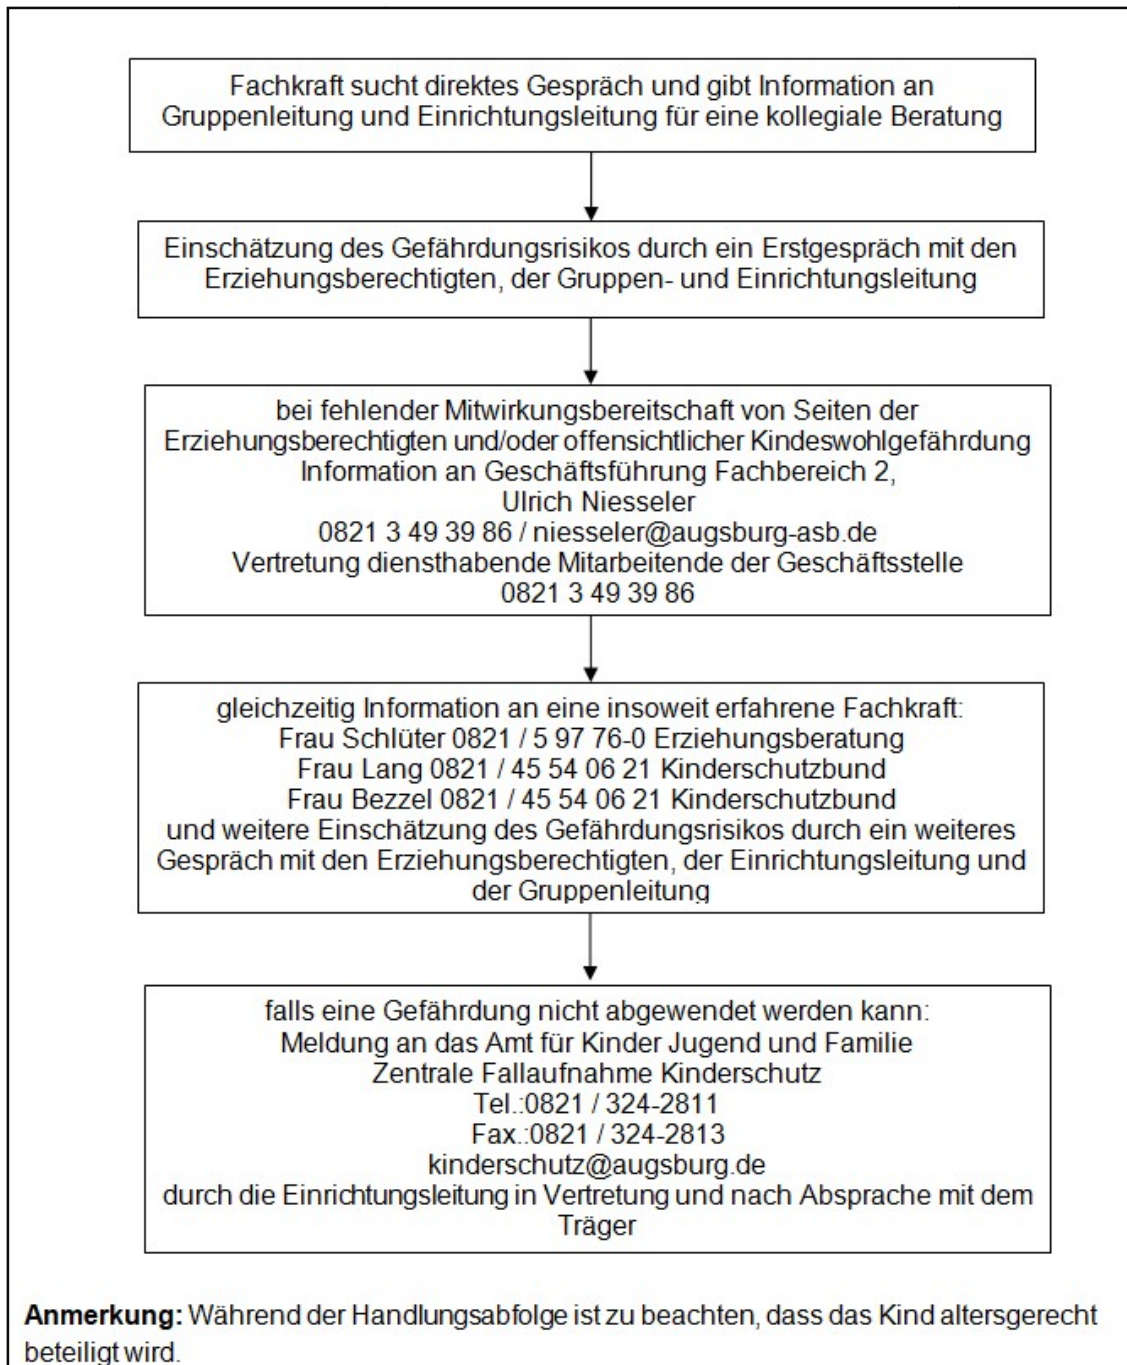 Fachkraft sucht direktes Gespräch und gibt Information an
Gruppenleitung und Einrichtungsleitung für eine kollegiale Beratung
Einschätzung des Gefährdungsrisikos durch ein Erstgespräch mit den
Erziehungsberechtigten, der Gruppen- und Einrichtungsleitung
bei fehlender Mitwirkungsbereitschaft von Seiten der
Erziehungsberechtigten und/oder offensichtlicher Kindeswohlgefährdung
Information an Geschäftsführung Fachbereich 2,
Ulrich Niesseler
0821 3 49 39 86 / niesseler@augsburg-asb.de
Vertretung diensthabende Mitarbeitende der Geschäftsstelle
0821 3 49 39 86
gleichzeitig Information an eine insoweit erfahrene Fachkraft:
Frau Schlüter 0821 / 5 97 76-0 Erziehungsberatung
Frau Lang 0821 / 45 54 06 21 Kinderschutzbund
Frau Bezzel 0821 / 45 54 06 21 Kinderschutzbund
und weitere Einschätzung des Gefährdungsrisikos durch ein weiteres
Gespräch mit den Erziehungsberechtigten, der Einrichtungsleitung und
der Gruppenleitung
falls eine Gefährdung nicht abgewendet werden kann:
Meldung an das Amt für Kinder Jugend und Familie
Zentrale Fallaufnahme Kinderschutz
Tel.:0821 / 324-2811
Fax.:0821 / 324-2813
kinderschutz@augsburg.de
durch die Einrichtungsleitung in Vertretung und nach Absprache mit dem
Träger
Anmerkung: Während der Handlungsabfolge ist zu beachten, dass das Kind altersgerecht
beteiligt wird.